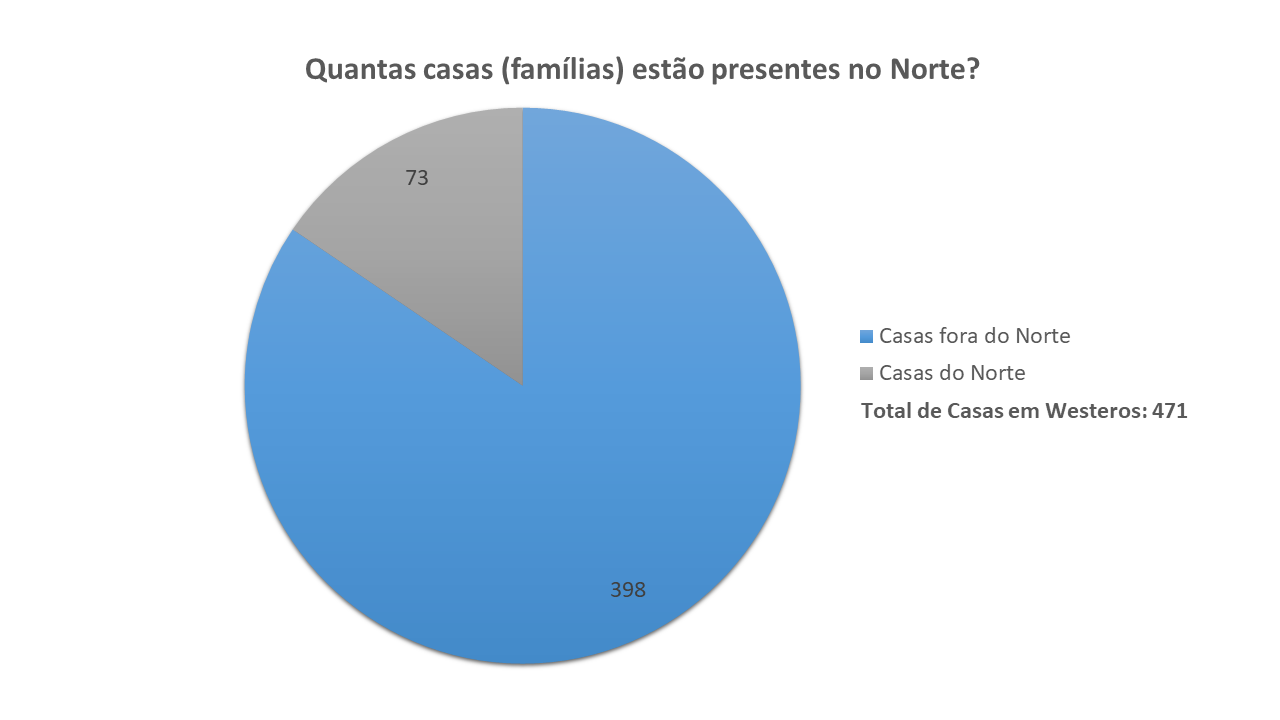 Quantas casas (famílias) estão presentes no Norte?
73
398
Casas fora do Norte
Casas do Norte
Total de Casas em Westeros: 471